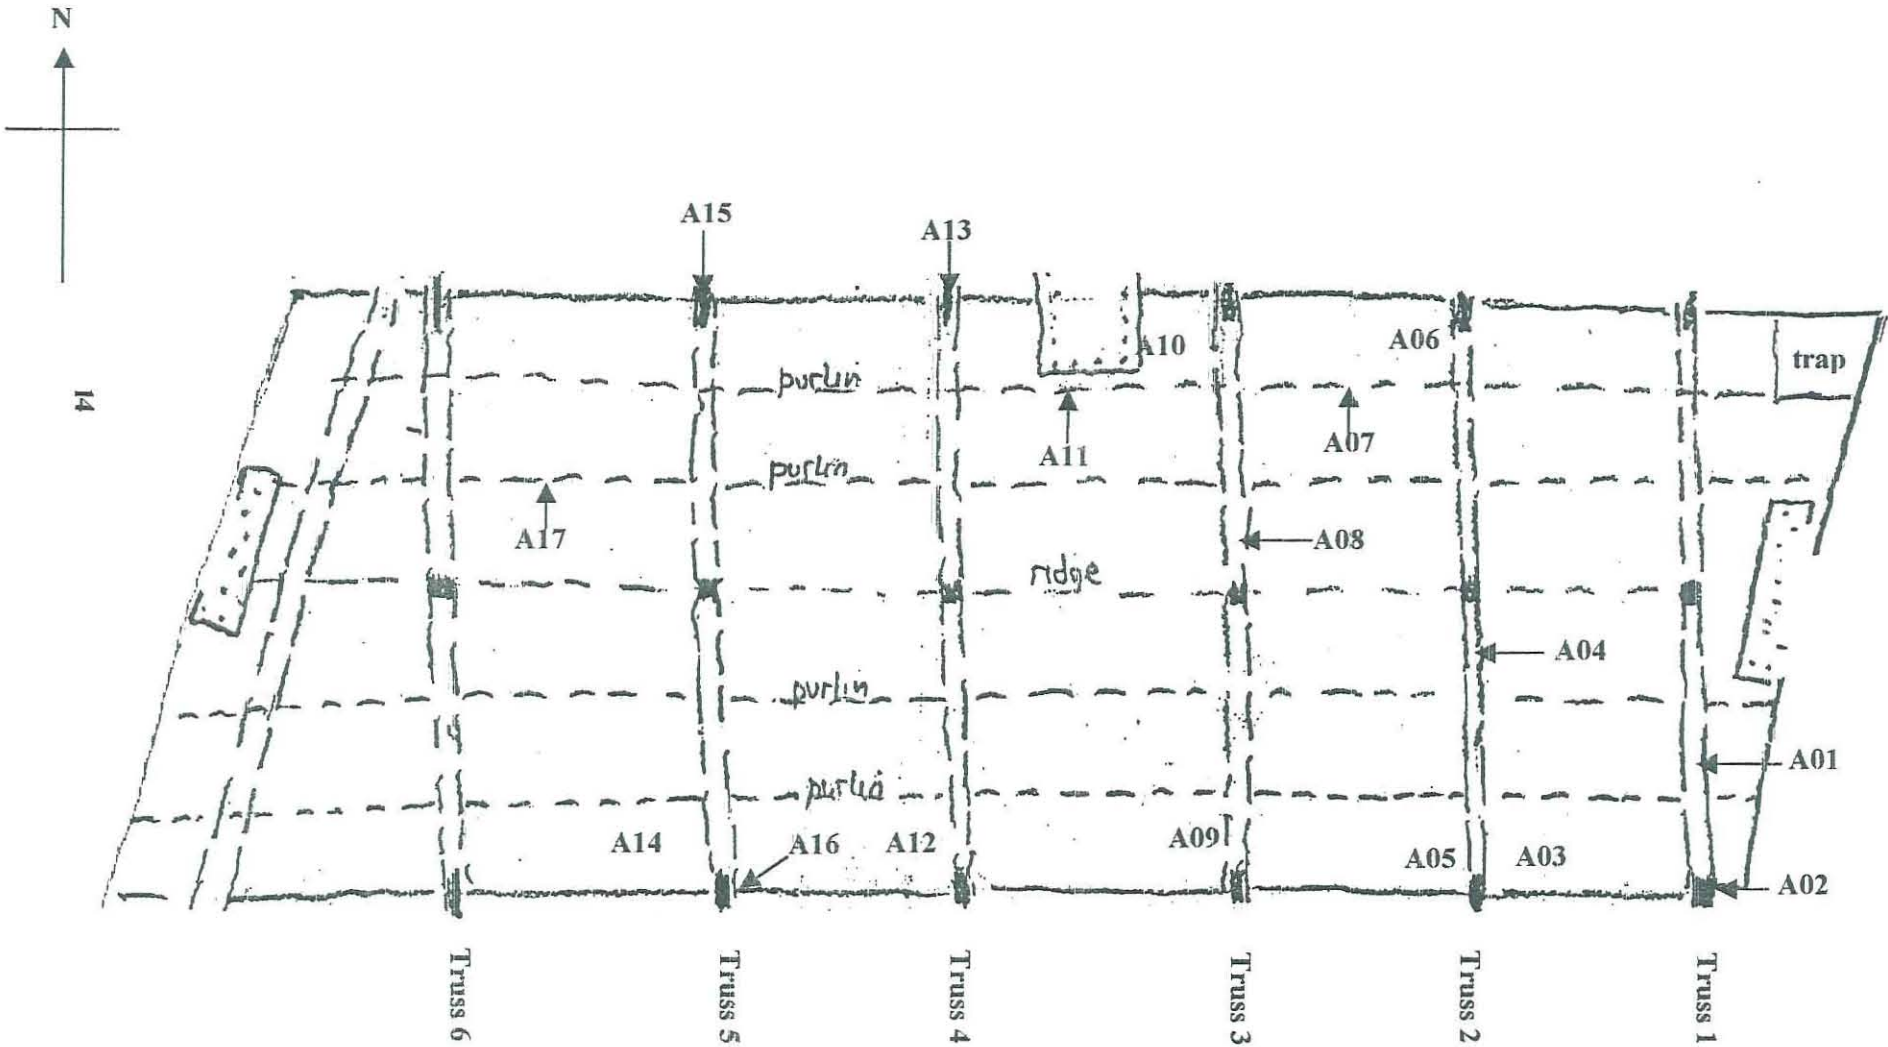 N
A15
A13
A10
A06
trap
purlin
A07
A11
purlin
A17
A08
ridge
A04
purlin
A01
purlin
A14
A16
A12
A09
A05
A03
A02
14
Truss 6
Truss 5
Truss 4
Truss 3
Truss 2
Truss 1